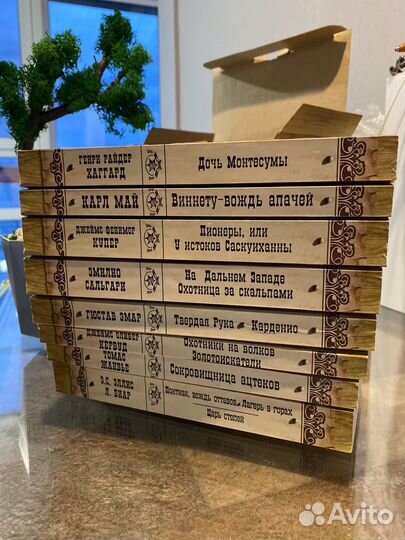 ГЕНРИ РАЙДЕР
ХАГГАРД
Дочь Монтесумы
КАРЛ МАЙ
Виннету-вождь апачей
ДЖЕЙМС ФЕНИМОР
КУПЕР
Пионеры, или
У истоков Саскуиханны
ЭМИЛИО
САЛЬГАРИ
На Дальнем Западе
Охотница за скальпами
ГЮСТАВ ЭМАР
Твердая Рука Карденио
ДЖЕЙМС ОЛИВЕР
КЕРВУД
Охотники на волков
Золотоискатели
ТОМАС
ЖАНВЬЕ
Сокровищница ацтеков
Э.С. ЭЛЛИС
Л. БИАР
Понтиак, вождь оттавов Лагерь в горах
Царь степей
Avito